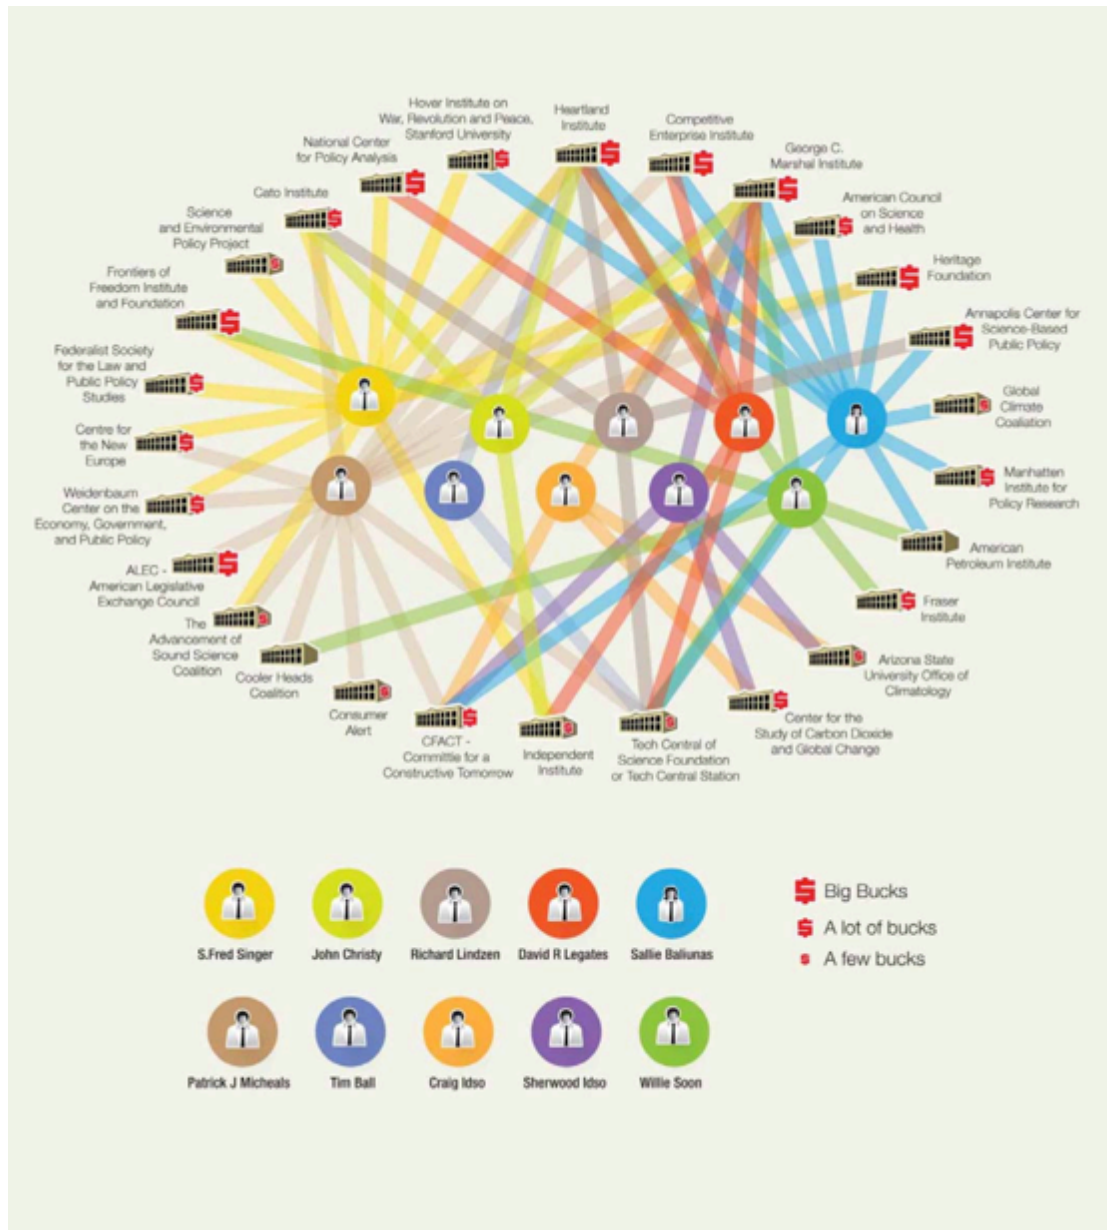 Hover Institute on
War, Revolution and Peace,
Stanford University
Heartland
Institute
Competitive
Enterprise Institute
George C.
Marshal Institute
American Council
on Science
and Health
Heritage
Foundation
Annapolis Center for
Science-Based
Public Policy
Global
Climate
Coaliation
Manhatten
Institute for
Policy Research
American
Petroleum Institute
Fraser
Institute
Arizona State
University Office of
Climatology
Center for the
Study of Carbon Dioxide
and Global Change
Tech Central of
Science Foundation
or Tech Central Station
Independent
Institute
CFACT -
Committie for a
Constructive Tomorrow
Consumer
Alert
Cooler Heads
Coalition
The
Advancement of
Sound Science
Coalition
ALEC -
American Legislative
Exchange Council
Weidenbaum
Center on the
Economy, Government,
and Public Policy
Centre for
the New
Europe
Federalist Society
for the Law and
Public Policy
Studies
Frontiers of
Freedom Institute
and Foundation
Science
and Environmental
Policy Project
Cato Institute
National Center
for Policy Analysis
S.Fred Singer
John Christy
Richard Lindzen
David R Legates
Sallie Baliunas
Patrick J Micheals
Tim Ball
Craig Idso
Sherwood Idso
Willie Soon
$ Big Bucks
$ A lot of bucks
$ A few bucks